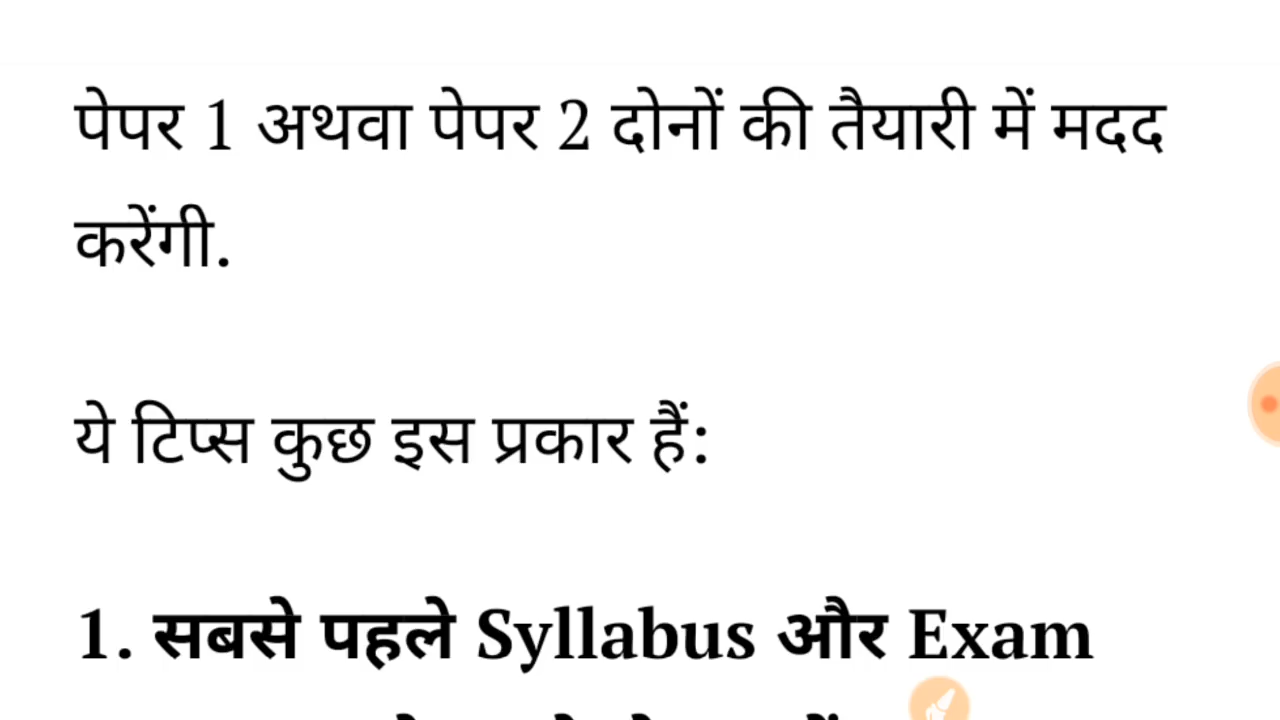 पेपर 1 अथवा पेपर 2 दोनों की तैयारी में मदद
करेंगी.
ये टिप्स कुछ इस प्रकार हैं:
1. सबसे पहले Syllabus और Exam